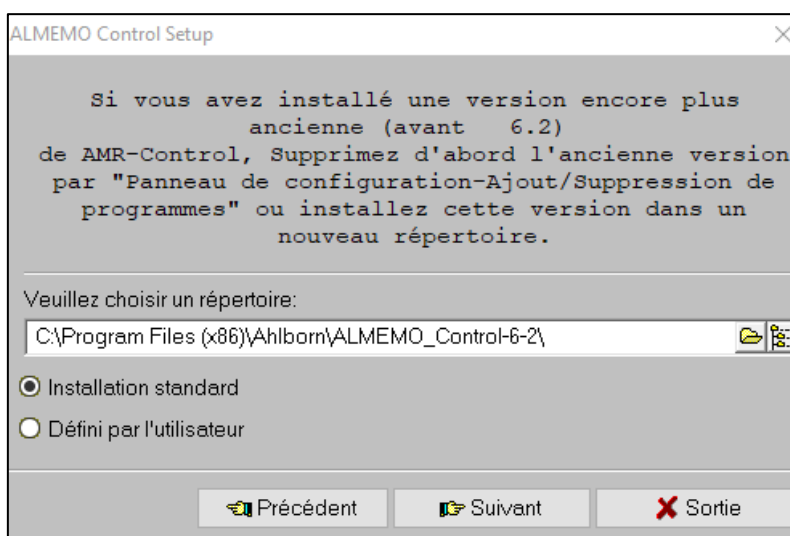 ALMEMO Control Setup
Si vous avez installé une version encore plus
ancienne (avant 6.2)
de AMR-Control, Supprimez d'abord l'ancienne version
par "Panneau de configuration-Ajout/Suppression de
programmes" ou installez cette version dans un
nouveau répertoire.
Veuillez choisir un répertoire:
C:\Program Files (x86)\Ahlborn\ALMEMO_Control-6-2\
Installation standard
Défini par l'utilisateur
Précédent Suivant Sortie